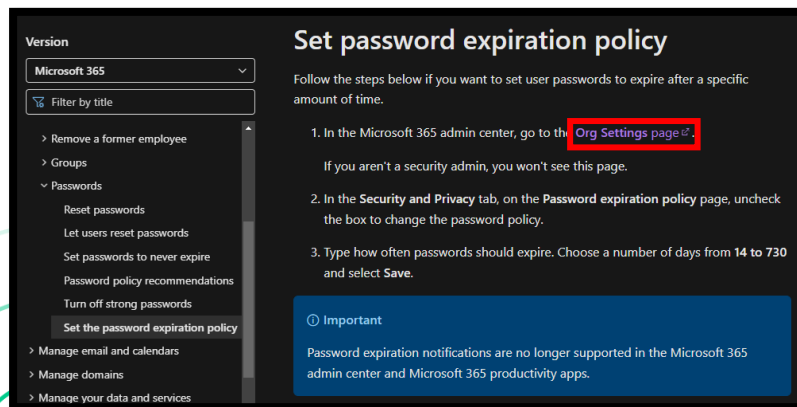 Version
Microsoft 365
Filter by title
Remove a former employee
Groups
Passwords
Reset passwords
Let users reset passwords
Set passwords to never expire
Password policy recommendations
Turn off strong passwords
Set the password expiration policy
Manage email and calendars
Manage domains
Manage your data and services
Set password expiration policy
Follow the steps below if you want to set user passwords to expire after a specific
amount of time.
1. In the Microsoft 365 admin center, go to the Org Settings page.
If you aren't a security admin, you won't see this page.
2. In the Security and Privacy tab, on the Password expiration policy page, uncheck
the box to change the password policy.
3. Type how often passwords should expire. Choose a number of days from 14 to 730
and select Save.
Important
Password expiration notifications are no longer supported in the Microsoft 365
admin center and Microsoft 365 productivity apps.